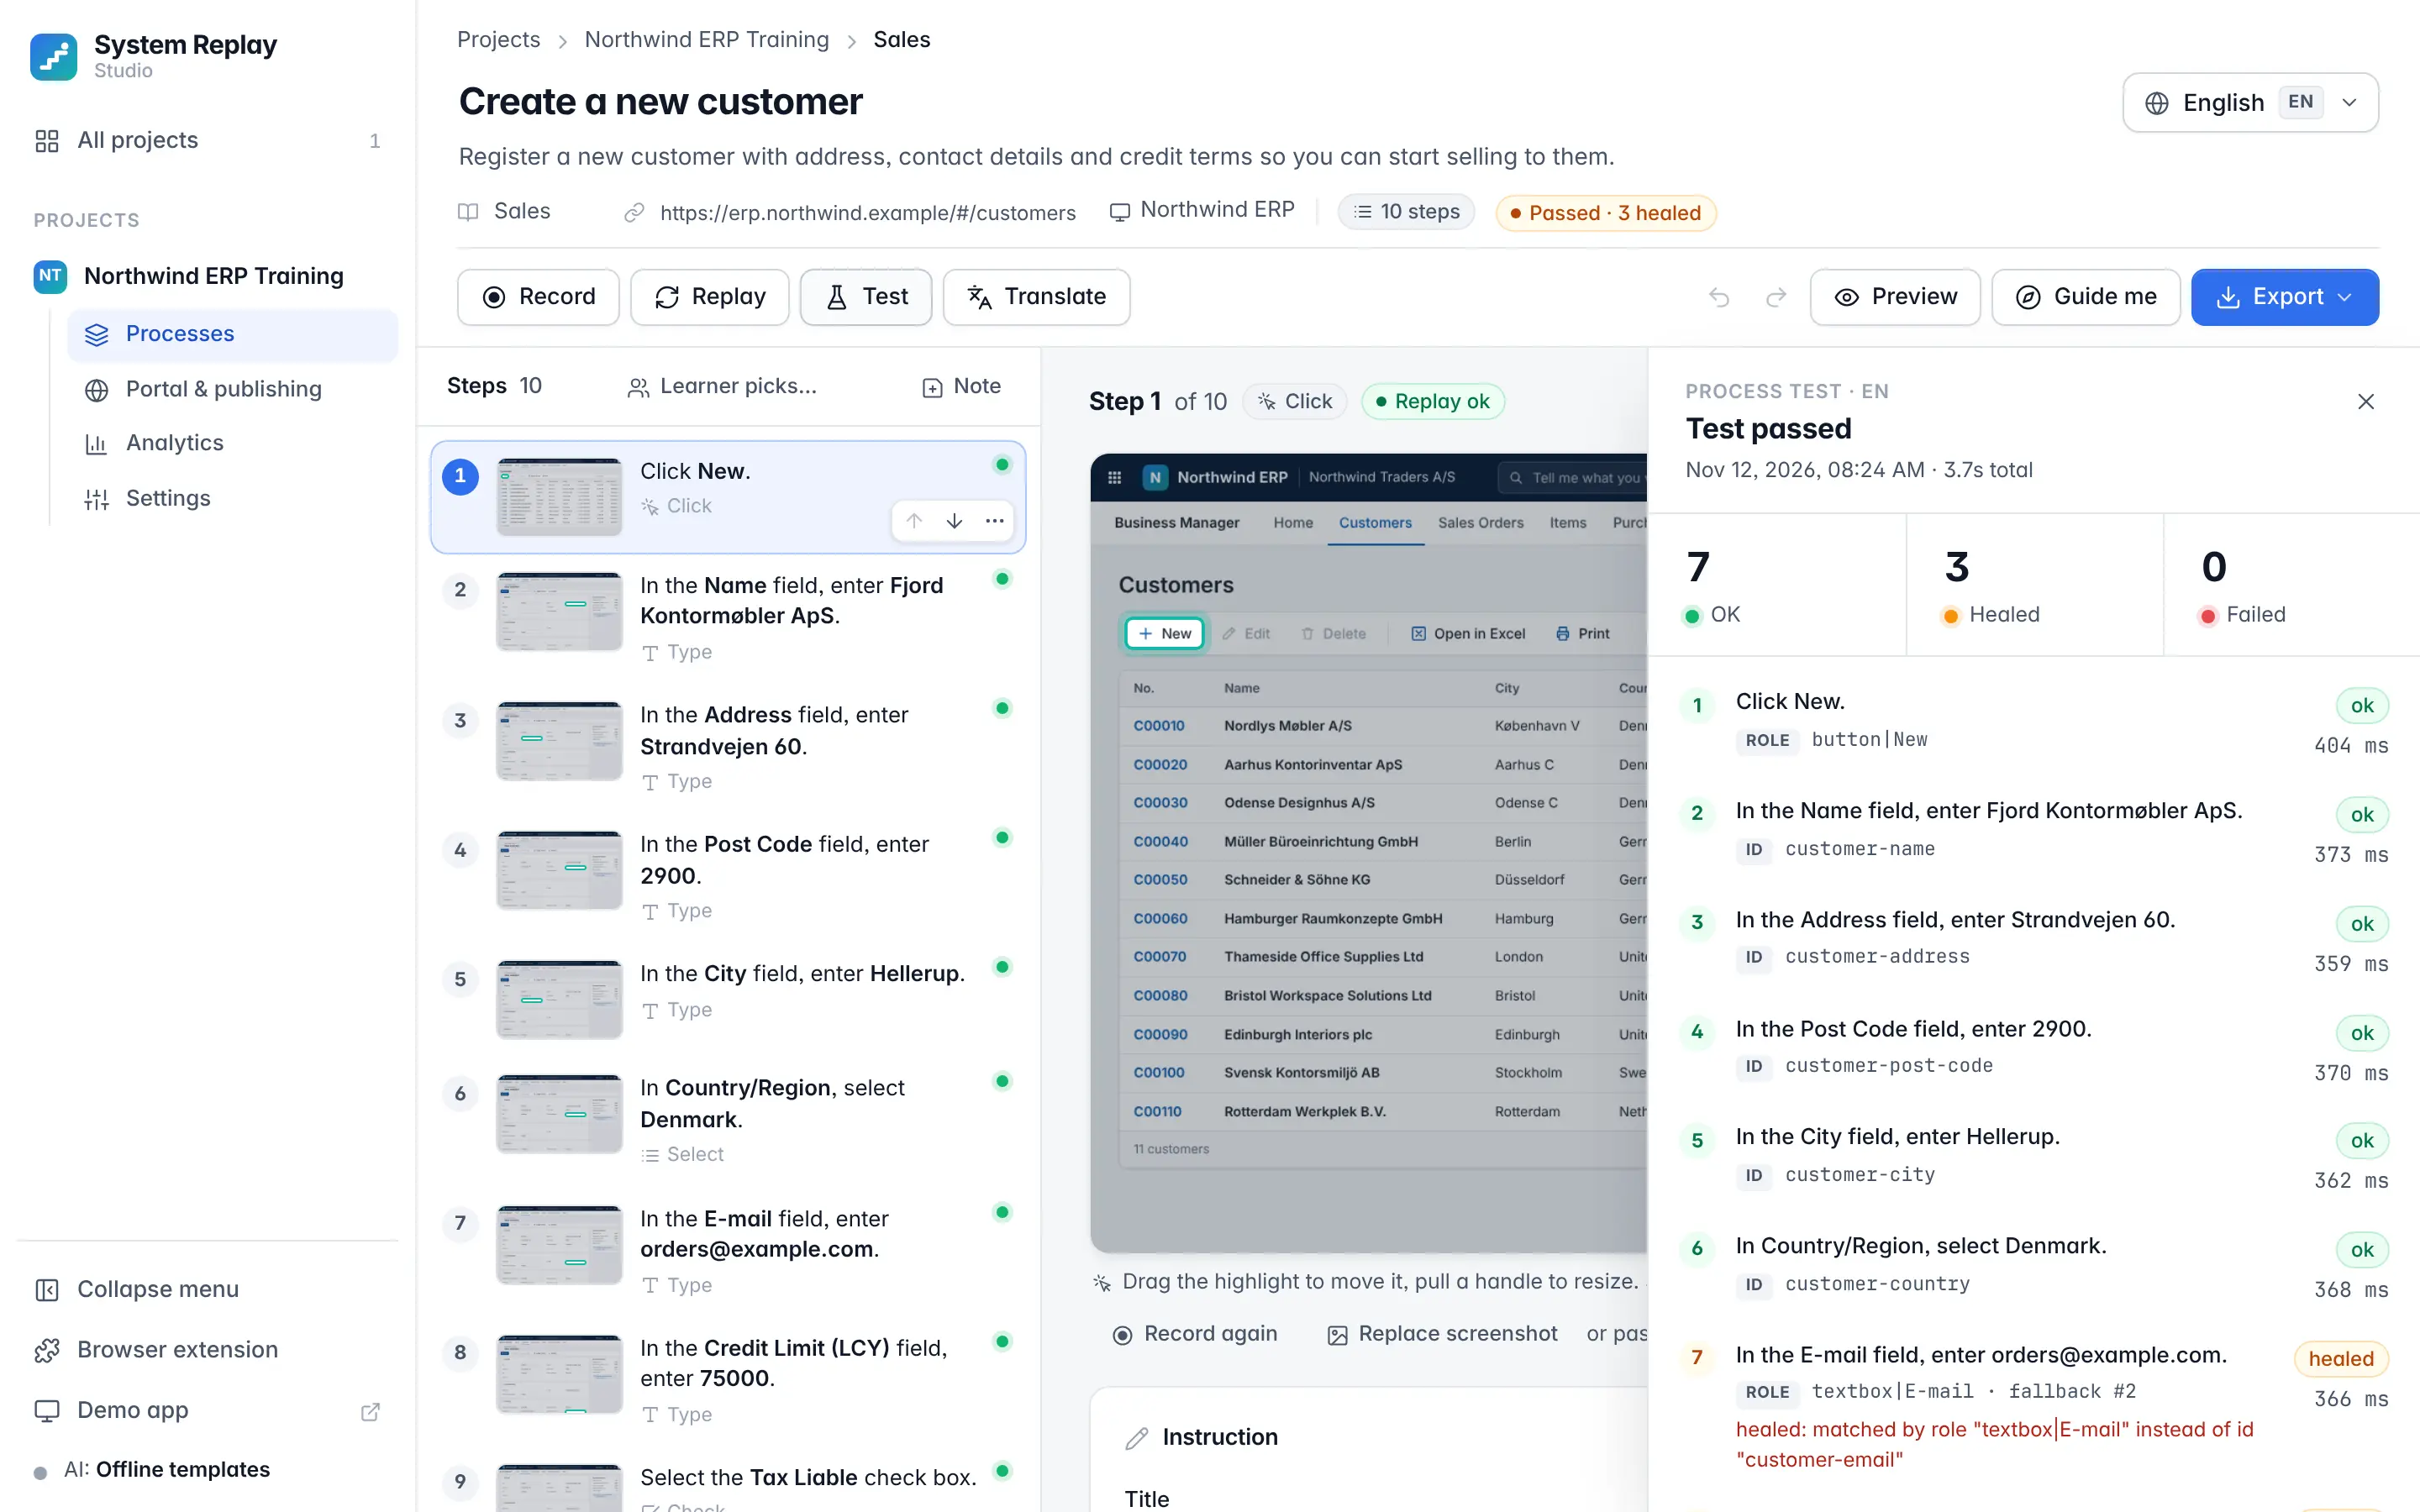 System Replay
Studio
All projects 1
PROJECTS
NT Northwind ERP Training
Processes
Portal & publishing
Analytics
Settings
Collapse menu
Browser extension
Demo app
AI: Offline templates
Projects > Northwind ERP Training > Sales
Create a new customer
English EN
Register a new customer with address, contact details and credit terms so you can start selling to them.
Sales https://erp.northwind.example/#/customers Northwind ERP 10 steps Passed · 3 healed
Record Replay Test Translate Preview Guide me Export
Steps 10 Learner picks... Note
1 Click New.
Click
2 In the Name field, enter Fjord
Kontormøbler ApS.
Type
3 In the Address field, enter
Strandvejen 60.
Type
4 In the Post Code field, enter
2900.
Type
5 In the City field, enter Hellerup.
Type
6 In Country/Region, select
Denmark.
Select
7 In the E-mail field, enter
orders@example.com.
Type
8 In the Credit Limit (LCY) field,
enter 75000.
Type
9 Select the Tax Liable check box.
Check
Step 1 of 10 Click Replay ok
N Northwind ERP Northwind Traders A/S Tell me what you
Business Manager Home Customers Sales Orders Items
Customers
New Edit Delete Open in Excel Print
No. Name City
C00010 Nordlys Møbler A/S København V
C00020 Aarhus Kontorinventar ApS Aarhus C
C00030 Odense Designhus A/S Odense C
C00040 Müller Büroeinrichtung GmbH Berlin
C00050 Schneider & Söhne KG Düsseldorf
C00060 Hamburger Raumkonzepte GmbH Hamburg
C00070 Thameside Office Supplies Ltd London
C00080 Bristol Workspace Solutions Ltd Bristol
C00090 Edinburgh Interiors plc Edinburgh
C00100 Svensk Kontorsmiljö AB Stockholm
C00110 Rotterdam Werkplek B.V. Rotterdam
11 customers
Drag the highlight to move it, pull a handle to resize.
Record again Replace screenshot or
Instruction
Title
PROCESS TEST · EN
Test passed
Nov 12, 2026, 08:24 AM · 3.7s total
7 3 0
OK Healed Failed
1 Click New. ok
ROLE button|New 404 ms
2 In the Name field, enter Fjord Kontormøbler ApS. ok
ID customer-name 373 ms
3 In the Address field, enter Strandvejen 60. ok
ID customer-address 359 ms
4 In the Post Code field, enter 2900. ok
ID customer-post-code 370 ms
5 In the City field, enter Hellerup. ok
ID customer-city 362 ms
6 In Country/Region, select Denmark. ok
ID customer-country 368 ms
7 In the E-mail field, enter orders@example.com. healed
ROLE textbox|E-mail · fallback #2 366 ms
healed: matched by role "textbox|E-mail" instead of id
"customer-email"